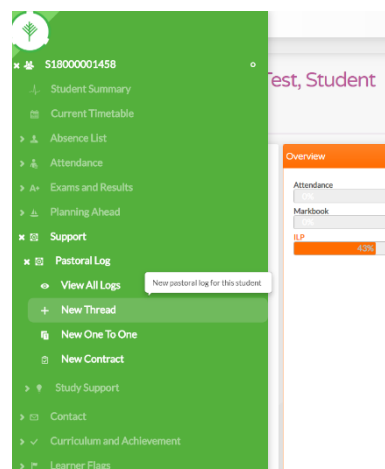 S18000001458
Test, Student
Student Summary
Current Timetable
Absence List
Attendance
A+ Exams and Results
Planning Ahead
Support
Pastoral Log
View All Logs
New pastoral log for this student
New Thread
New One To One
New Contract
Study Support
Contact
Curriculum and Achievement
Learner Flags
Overview
Attendance
0%
Markbook
0%
ILP
43%